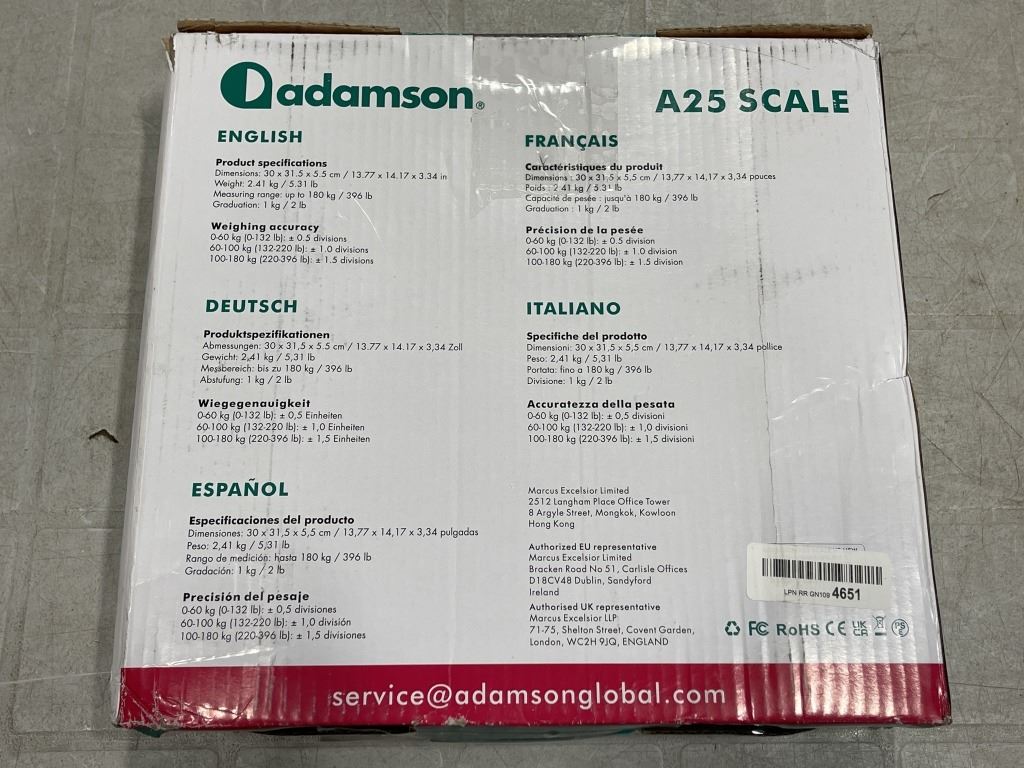 adamson®
A25 SCALE
ENGLISH
Product specifications
Dimensions: 30 x 31.5 x 5.5 cm / 13.77 x 14.17 x 3.34 in
Weight: 2.41 kg / 5.31 lb
Measuring range: up to 180 kg / 396 lb
Graduation: 1 kg / 2 lb
Weighing accuracy
0-60 kg (0-132 lb): ± 0.5 divisions
60-100 kg (132-220 lb): ± 1.0 divisions
100-180 kg (220-396 lb): ± 1.5 divisions
FRANÇAIS
Caractéristiques du produit
Dimensions : 30 x 31,5 x 5,5 cm / 13,77 x 14,17 x 3,34 pouces
Poids : 2.41 kg / 5.31 lb
Capacité de pesée : jusqu'à 180 kg / 396 lb
Graduation : 1 kg / 2 lb
Précision de la pesée
0-60 kg (0-132 lb): ± 0.5 division
60-100 kg (132-220 lb): ± 1.0 division
100-180 kg (220-396 lb): ± 1.5 division
DEUTSCH
Produktspezifikationen
Abmessungen: 30 x 31,5 x 5.5 cm / 13.77 x 14.17 x 3,34 Zoll
Gewicht: 2,41 kg / 5,31 lb
Messbereich: bis zu 180 kg / 396 lb
Abstufung: 1 kg / 2 lb
Wiegegenauigkeit
0-60 kg (0-132 lb): ± 0,5 Einheiten
60-100 kg (132-220 lb): ± 1,0 Einheiten
100-180 kg (220-396 lb): ± 1,5 Einheiten
ITALIANO
Specifiche del prodotto
Dimensioni: 30 x 31,5 x 5,5 cm / 13,77 x 14,17 x 3,34 pollice
Peso: 2,41 kg / 5,31 lb
Portata: fino a 180 kg / 396 lb
Divisione: 1 kg / 2 lb
Accuratezza della pesata
0-60 kg (0-132 lb): ± 0,5 divisioni
60-100 kg (132-220 lb): ± 1,0 divisioni
100-180 kg (220-396 lb): ± 1,5 divisioni
ESPAÑOL
Especificaciones del producto
Dimensiones: 30 x 31,5 x 5,5 cm / 13,77 x 14,17 x 3,34 pulgadas
Peso: 2,41 kg / 5,31 lb
Rango de medición: hasta 180 kg / 396 lb
Gradación: 1 kg / 2 lb
Precisión del pesaje
0-60 kg (0-132 lb): ± 0,5 divisiones
60-100 kg (132-220 lb): ± 1,0 división
100-180 kg (220-396 lb): ± 1,5 divisiones
Marcus Excelsior Limited
2512 Langham Place Office Tower
8 Argyle Street, Mongkok, Kowloon
Hong Kong
Authorized EU representative
Marcus Excelsior Limited
Bracken Road No 51, Carlisle Offices
D18CV48 Dublin, Sandyford
Ireland
Authorised UK representative
Marcus Excelsior LLP
71-75, Shelton Street, Covent Garden,
London, WC2H 9JQ, ENGLAND
LPN RR GN109 4651
FC RoHS CE UK CA PS E
service@adamsonglobal.com